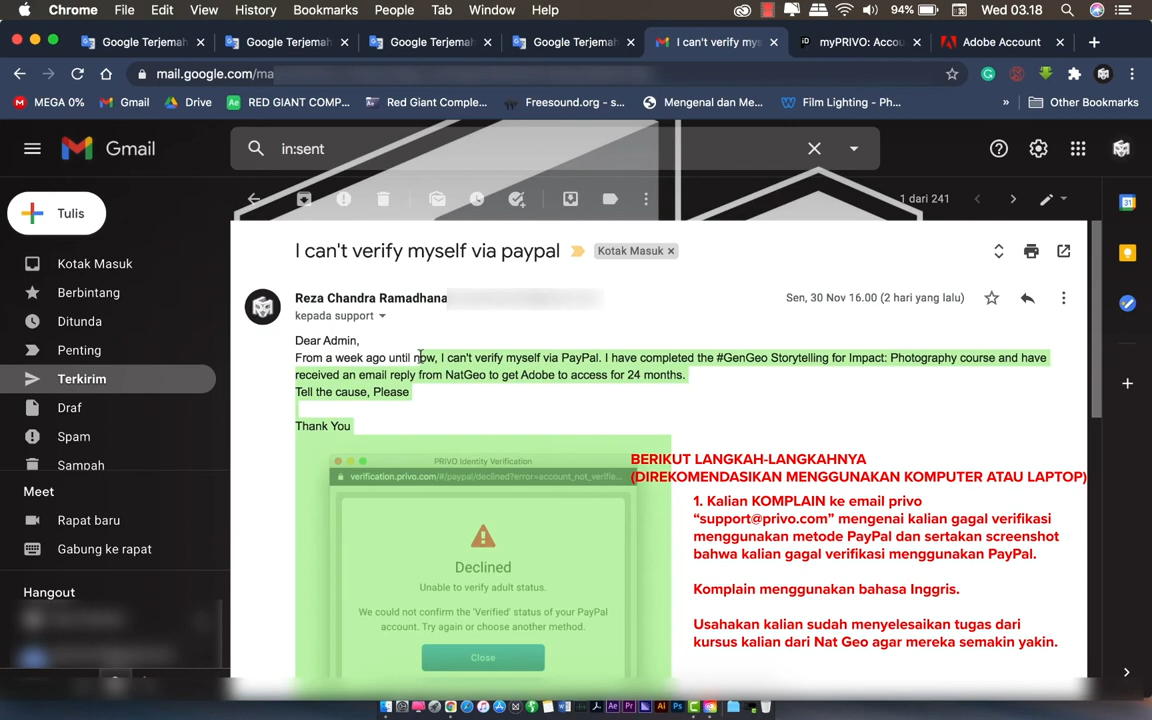 Chrome File Edit View History Bookmarks People Tab Window Help 94% Wed 03.18
Google Terjemah Google Terjemah Google Terjemah Google Terjemah I can't verify mys myPRIVO: Accou Adobe Account
mail.google.com/ma
MEGA 0% Gmail Drive RED GIANT COMP... Red Giant Comple... Freesound.org - s... Mengenal dan Me... Film Lighting - Ph... » Other Bookmarks
Gmail in:sent
Tulis
1 dari 241
Kotak Masuk
Berbintang
Ditunda
Penting
Terkirim
Draf
Spam
Sampah
Meet
Rapat baru
Gabung ke rapat
Hangout
I can't verify myself via paypal Kotak Masuk ×
Reza Chandra Ramadhana
Sen, 30 Nov 16.00 (2 hari yang lalu)
kepada support
Dear Admin,
From a week ago until now, I can't verify myself via PayPal. I have completed the #GenGeo Storytelling for Impact: Photography course and have
received an email reply from NatGeo to get Adobe to access for 24 months.
Tell the cause, Please
Thank You
PRIVO Identity Verification
verification.privo.com/#/paypal/declined?error=account_not_verifie...
Declined
Unable to verify adult status.
We could not confirm the 'Verified' status of your PayPal
account. Try again or choose another method.
Close
BERIKUT LANGKAH-LANGKAHNYA
(DIREKOMENDASIKAN MENGGUNAKAN KOMPUTER ATAU LAPTOP)
1. Kalian KOMPLAIN ke email privo
“support@privo.com” mengenai kalian gagal verifikasi
menggunakan metode PayPal dan sertakan screenshot
bahwa kalian gagal verifikasi menggunakan PayPal.
Komplain menggunakan bahasa Inggris.
Usahakan kalian sudah menyelesaikan tugas dari
kursus kalian dari Nat Geo agar mereka semakin yakin.